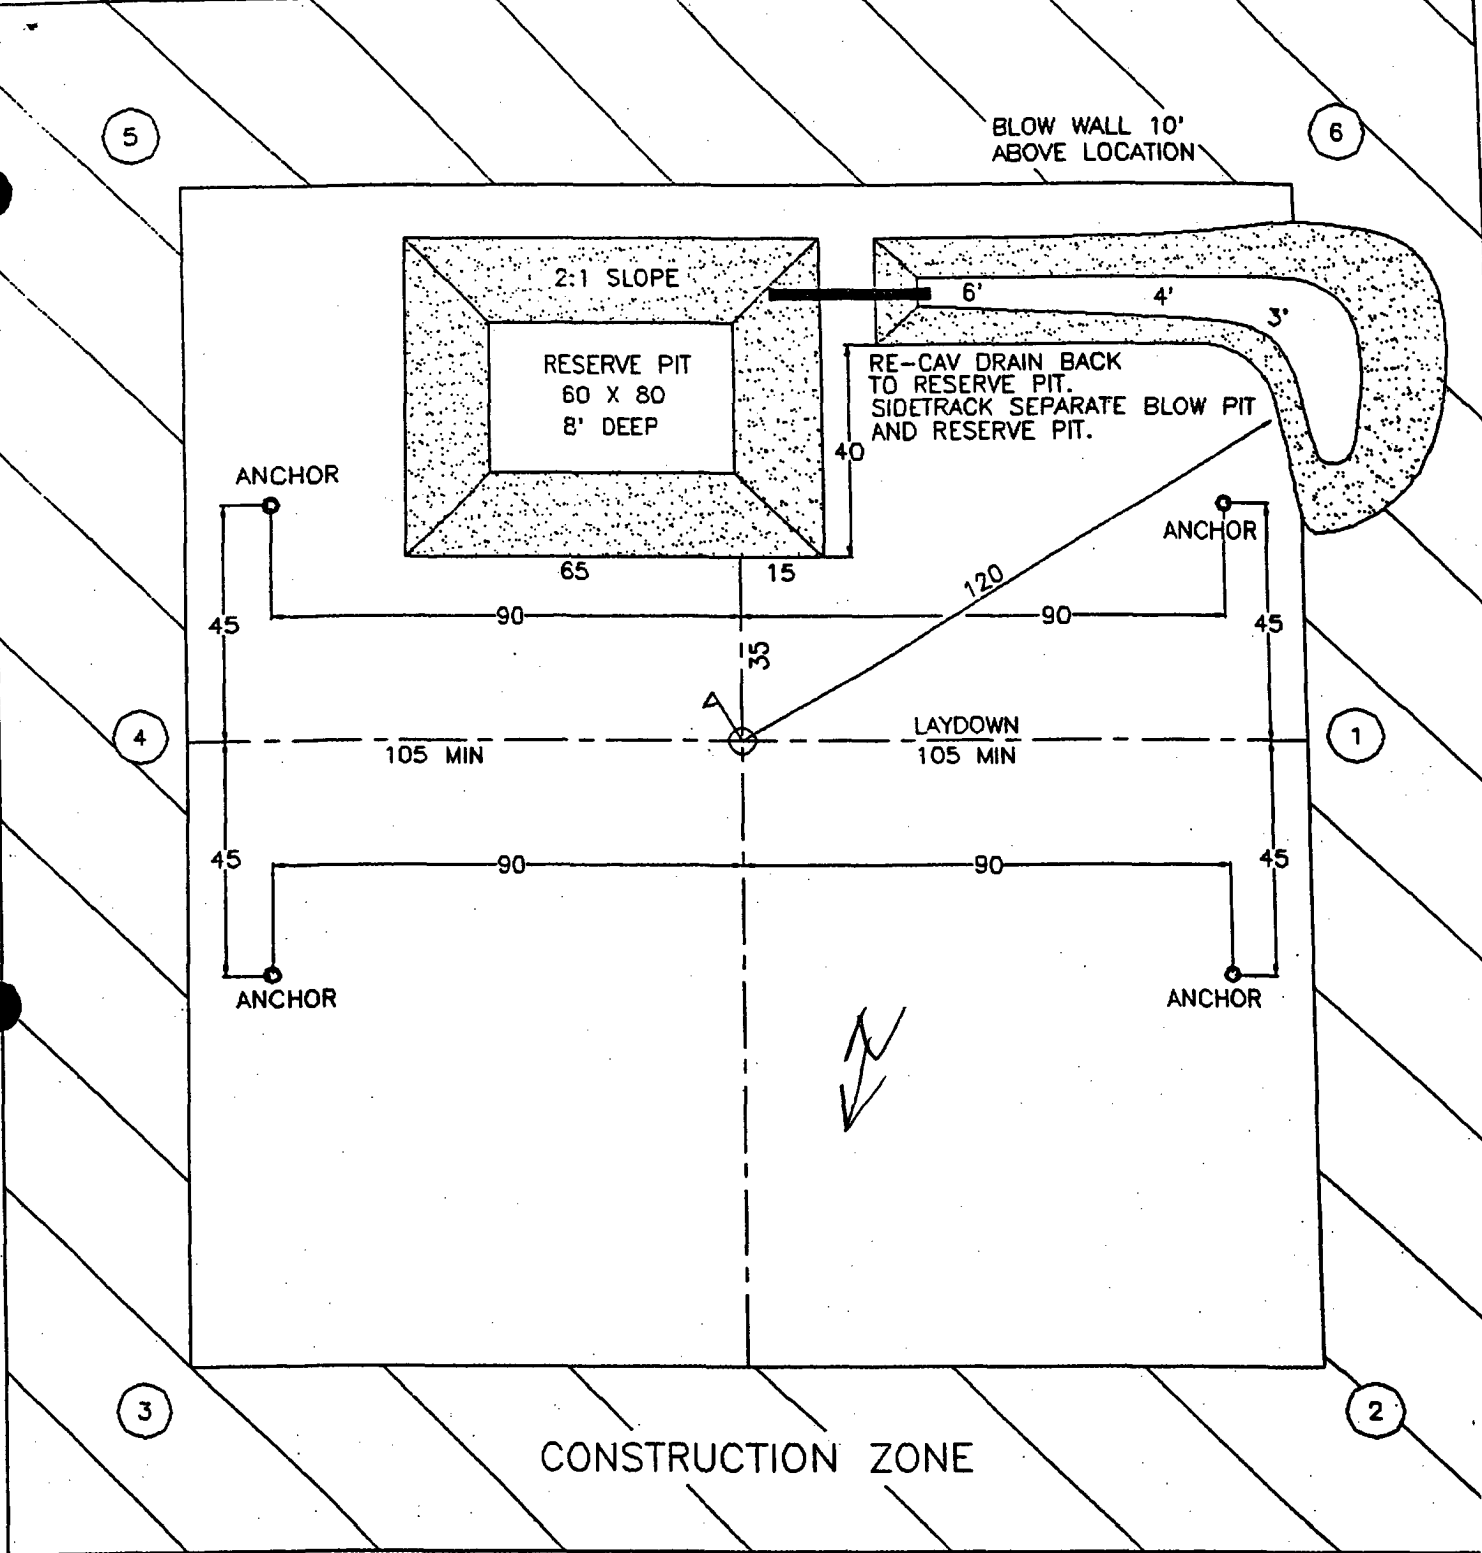 5
BLOW WALL 10'
ABOVE LOCATION
6
2:1 SLOPE
6'
4'
3'
RESERVE PIT
60 X 80
8' DEEP
RE-CAV DRAIN BACK
TO RESERVE PIT.
SIDETRACK SEPARATE BLOW PIT
AND RESERVE PIT.
40
ANCHOR
ANCHOR
65
15
120
90
90
45
45
35
4
LAYDOWN
1
105 MIN
105 MIN
45
90
90
45
ANCHOR
ANCHOR
N
3
2
CONSTRUCTION ZONE